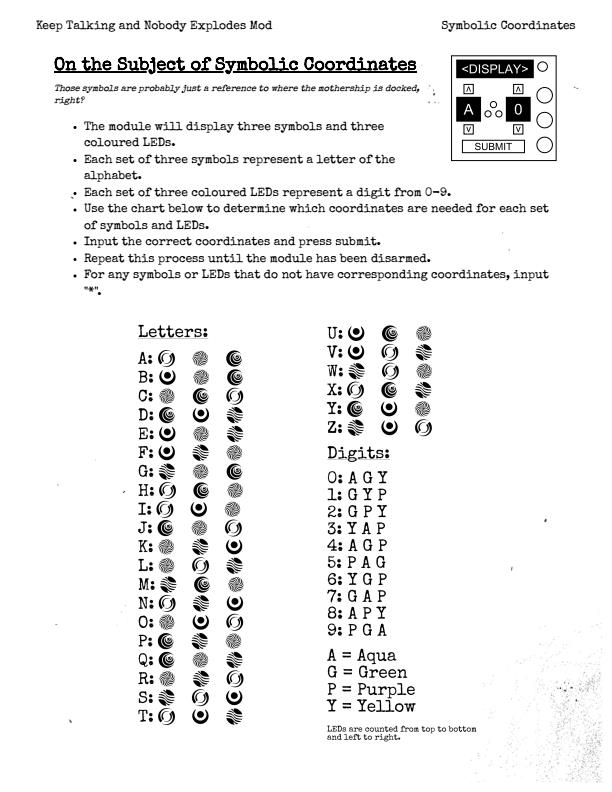 Keep Talking and Nobody Explodes Mod
Symbolic Coordinates
On the Subject of Symbolic Coordinates
Those symbols are probably just a reference to where the mothership is docked,
right?
<DISPLAY>
A
0
SUBMIT
• The module will display three symbols and three
coloured LEDs.
• Each set of three symbols represent a letter of the
alphabet.
• Each set of three coloured LEDs represent a digit from 0-9.
• Use the chart below to determine which coordinates are needed for each set
of symbols and LEDs.
• Input the correct coordinates and press submit.
• Repeat this process until the module has been disarmed.
• For any symbols or LEDs that do not have corresponding coordinates, input
"*".
Letters:
A:
B:
C:
D:
E:
F:
G:
H:
I:
J:
K:
L:
M:
N:
O:
P:
Q:
R:
S:
T:
U:
V:
W:
X:
Y:
Z:
Digits:
0: A G Y
1: G Y P
2: G P Y
3: Y A P
4: A G P
5: P A G
6: Y G P
7: G A P
8: A P Y
9: P G A
A = Aqua
G = Green
P = Purple
Y = Yellow
LEDs are counted from top to bottom
and left to right.